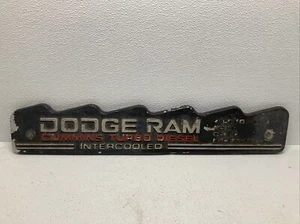 DODGE RAM
CUMMINS TURBO DIESEL
INTERCOOLED